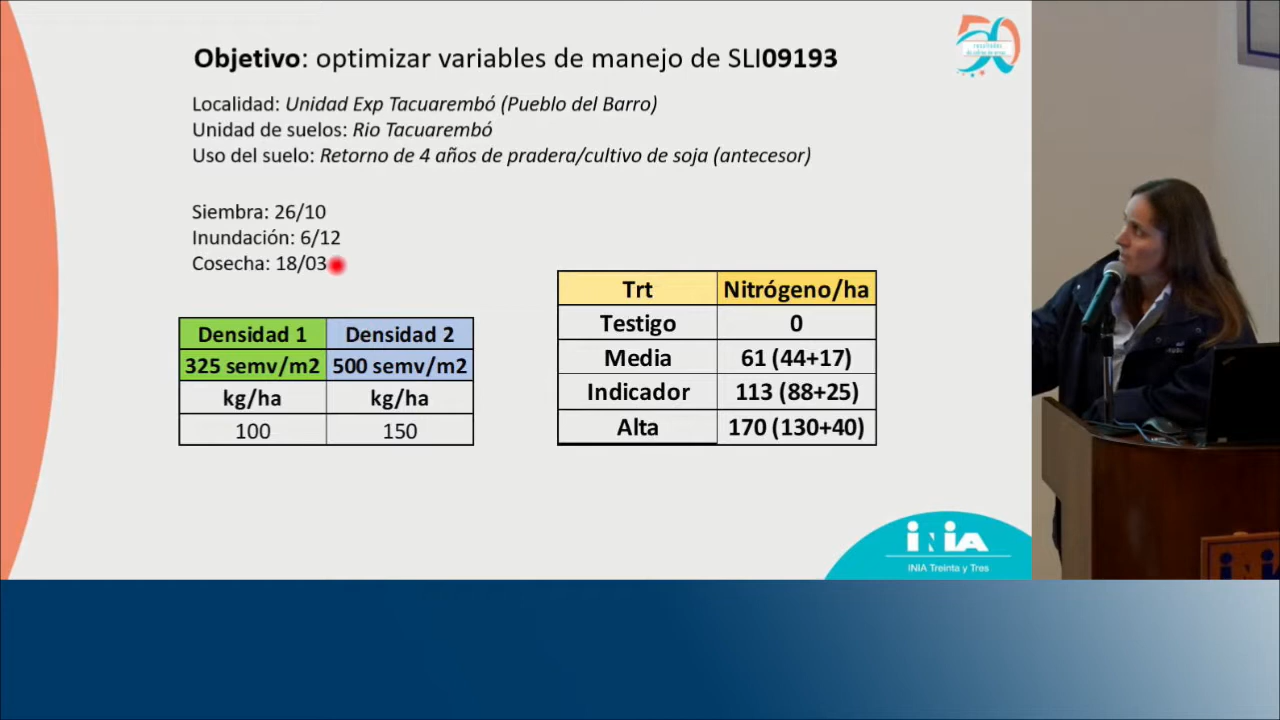 Objetivo: optimizar variables de manejo de SLI09193
50
resultados
Localidad: Unidad Exp Tacuarembó (Pueblo del Barro)
Unidad de suelos: Rio Tacuarembó
Uso del suelo: Retorno de 4 años de pradera/cultivo de soja (antecesor)
Siembra: 26/10
Inundación: 6/12
Cosecha: 18/03
Densidad 1 Densidad 2
325 semv/m2 500 semv/m2
kg/ha kg/ha
100 150
Trt Nitrógeno/ha
Testigo 0
Media 61 (44+17)
Indicador 113 (88+25)
Alta 170 (130+40)
INIA
INIA Treinta y Tres